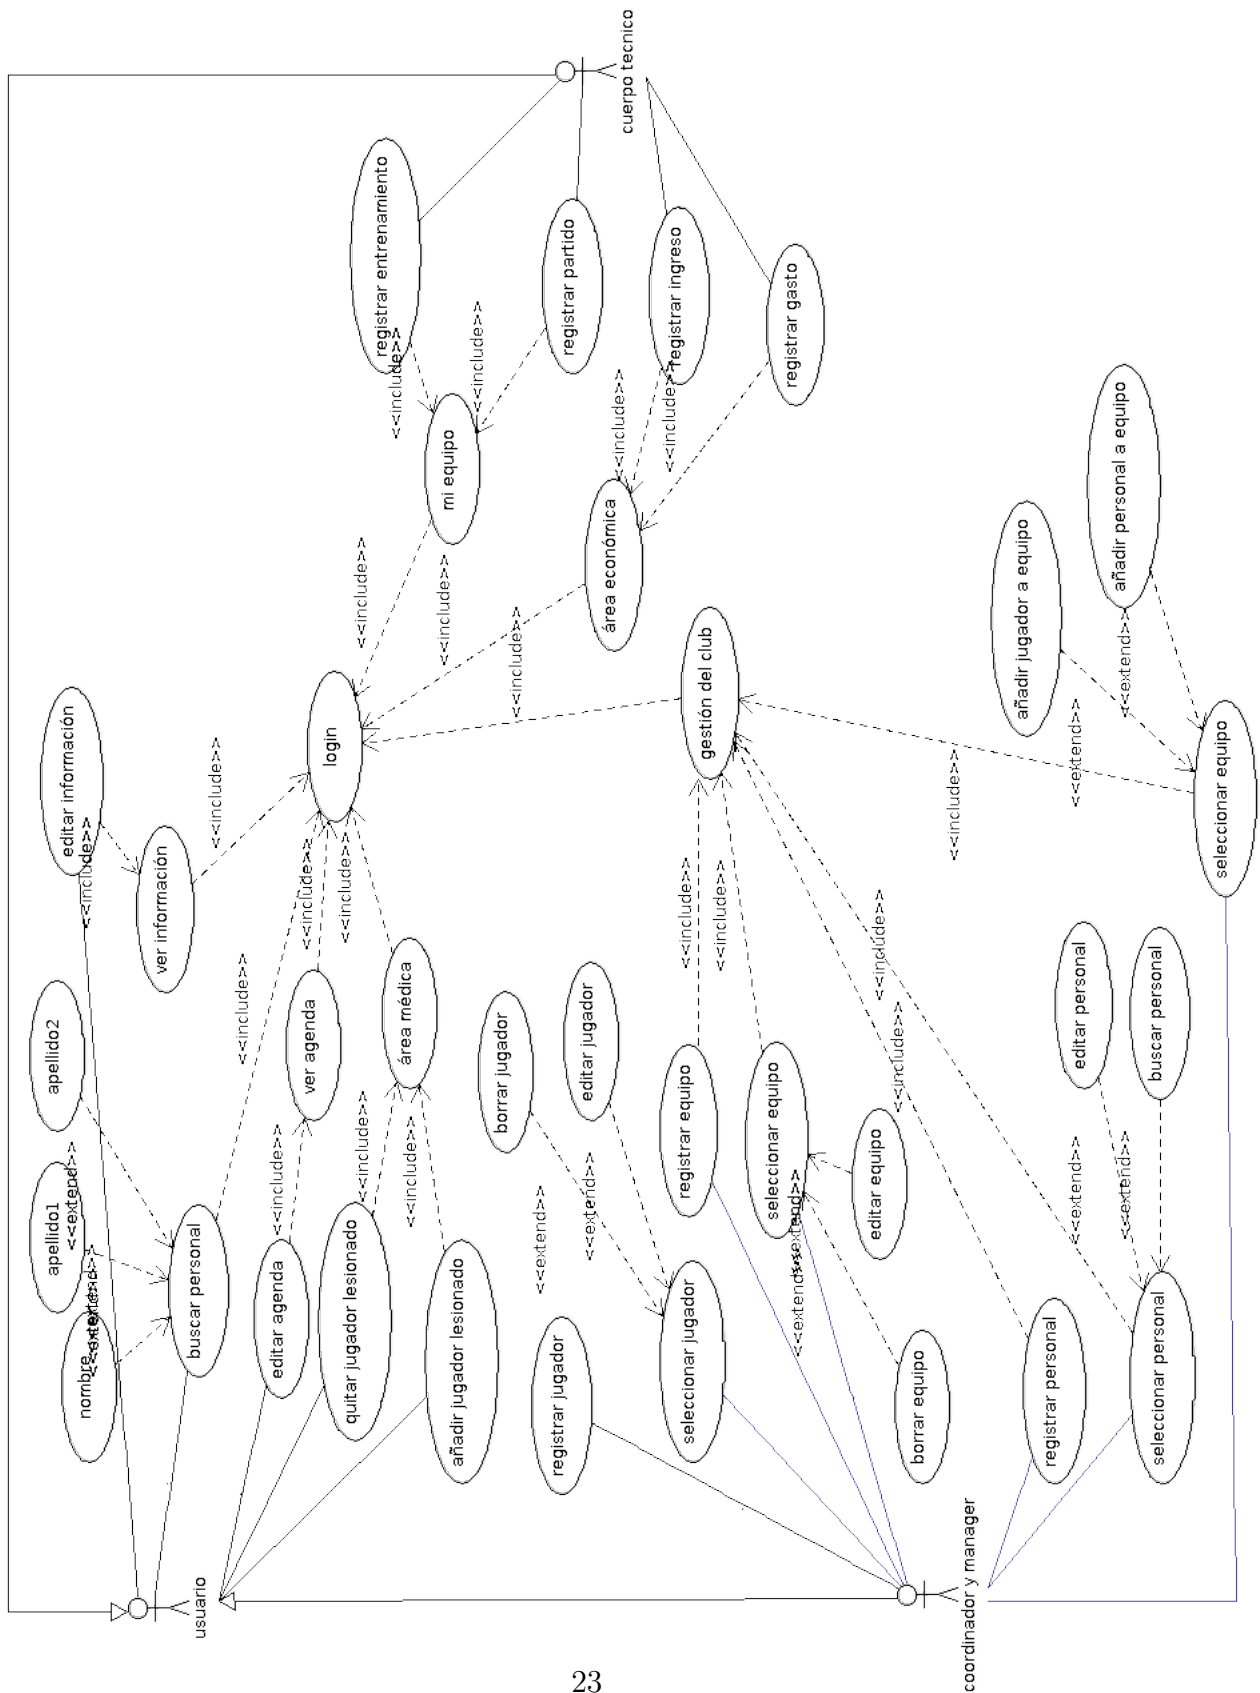 cuerpo tecnico
registrar entrenamiento
registrar partido
registrar ingreso
registrar gasto
<<include>>
<<include>>
<<include>>
<<include>>
mi equipo
área económica
<<include>>
<<include>>
<<include>>
login
gestión del club
añadir jugador a equipo
añadir personal a equipo
<<extend>>
<<extend>>
seleccionar equipo
<<include>>
editar información
<<include>>
ver información
<<include>>
apellido2
apellido1
nombre
<<extend>>
<<extend>>
<<extend>>
buscar personal
<<include>>
ver agenda
<<include>>
área médica
<<include>>
editar agenda
<<include>>
quitar jugador lesionado
<<include>>
añadir jugador lesionado
<<include>>
borrar jugador
editar jugador
<<extend>>
<<extend>>
registrar jugador
seleccionar jugador
registrar equipo
<<include>>
seleccionar equipo
<<include>>
editar equipo
<<extend>>
<<extend>>
borrar equipo
<<include>>
<<include>>
editar personal
buscar personal
<<extend>>
<<extend>>
registrar personal
seleccionar personal
usuario
coordinador y manager
23